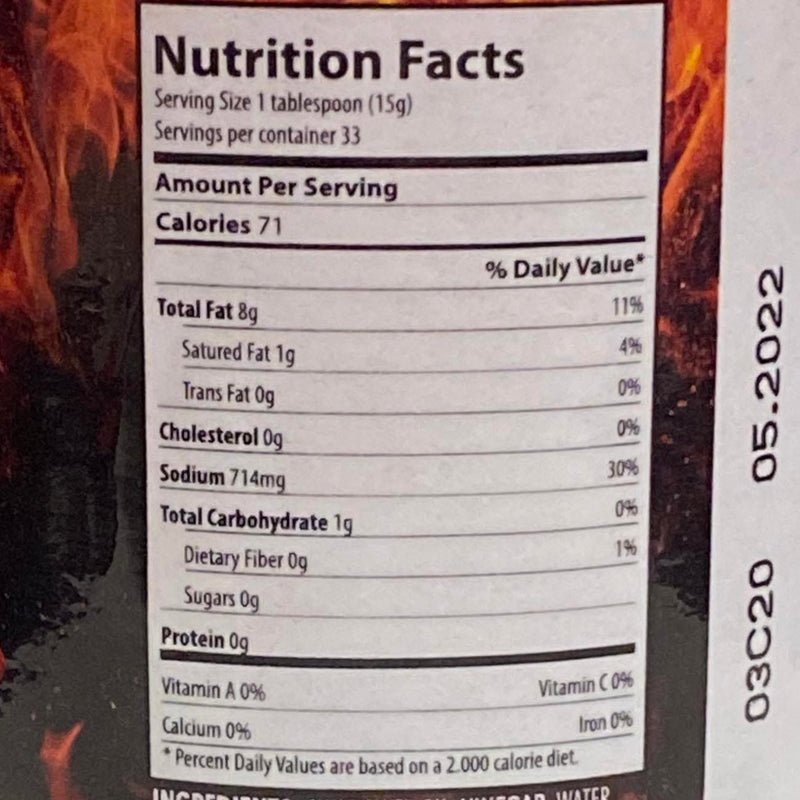 Nutrition Facts
Serving Size 1 tablespoon (15g)
Servings per container 33
Amount Per Serving
Calories 71
% Daily Value*
Total Fat 8g 11%
Satured Fat 1g 4%
Trans Fat 0g 0%
Cholesterol 0g 0%
Sodium 714mg 30%
Total Carbohydrate 1g 0%
Dietary Fiber 0g 1%
Sugars 0g
Protein 0g
Vitamin A 0% Vitamin C 0%
Calcium 0% Iron 0%
* Percent Daily Values are based on a 2.000 calorie diet.
VINEGAR, WATER
03C20 05.2022